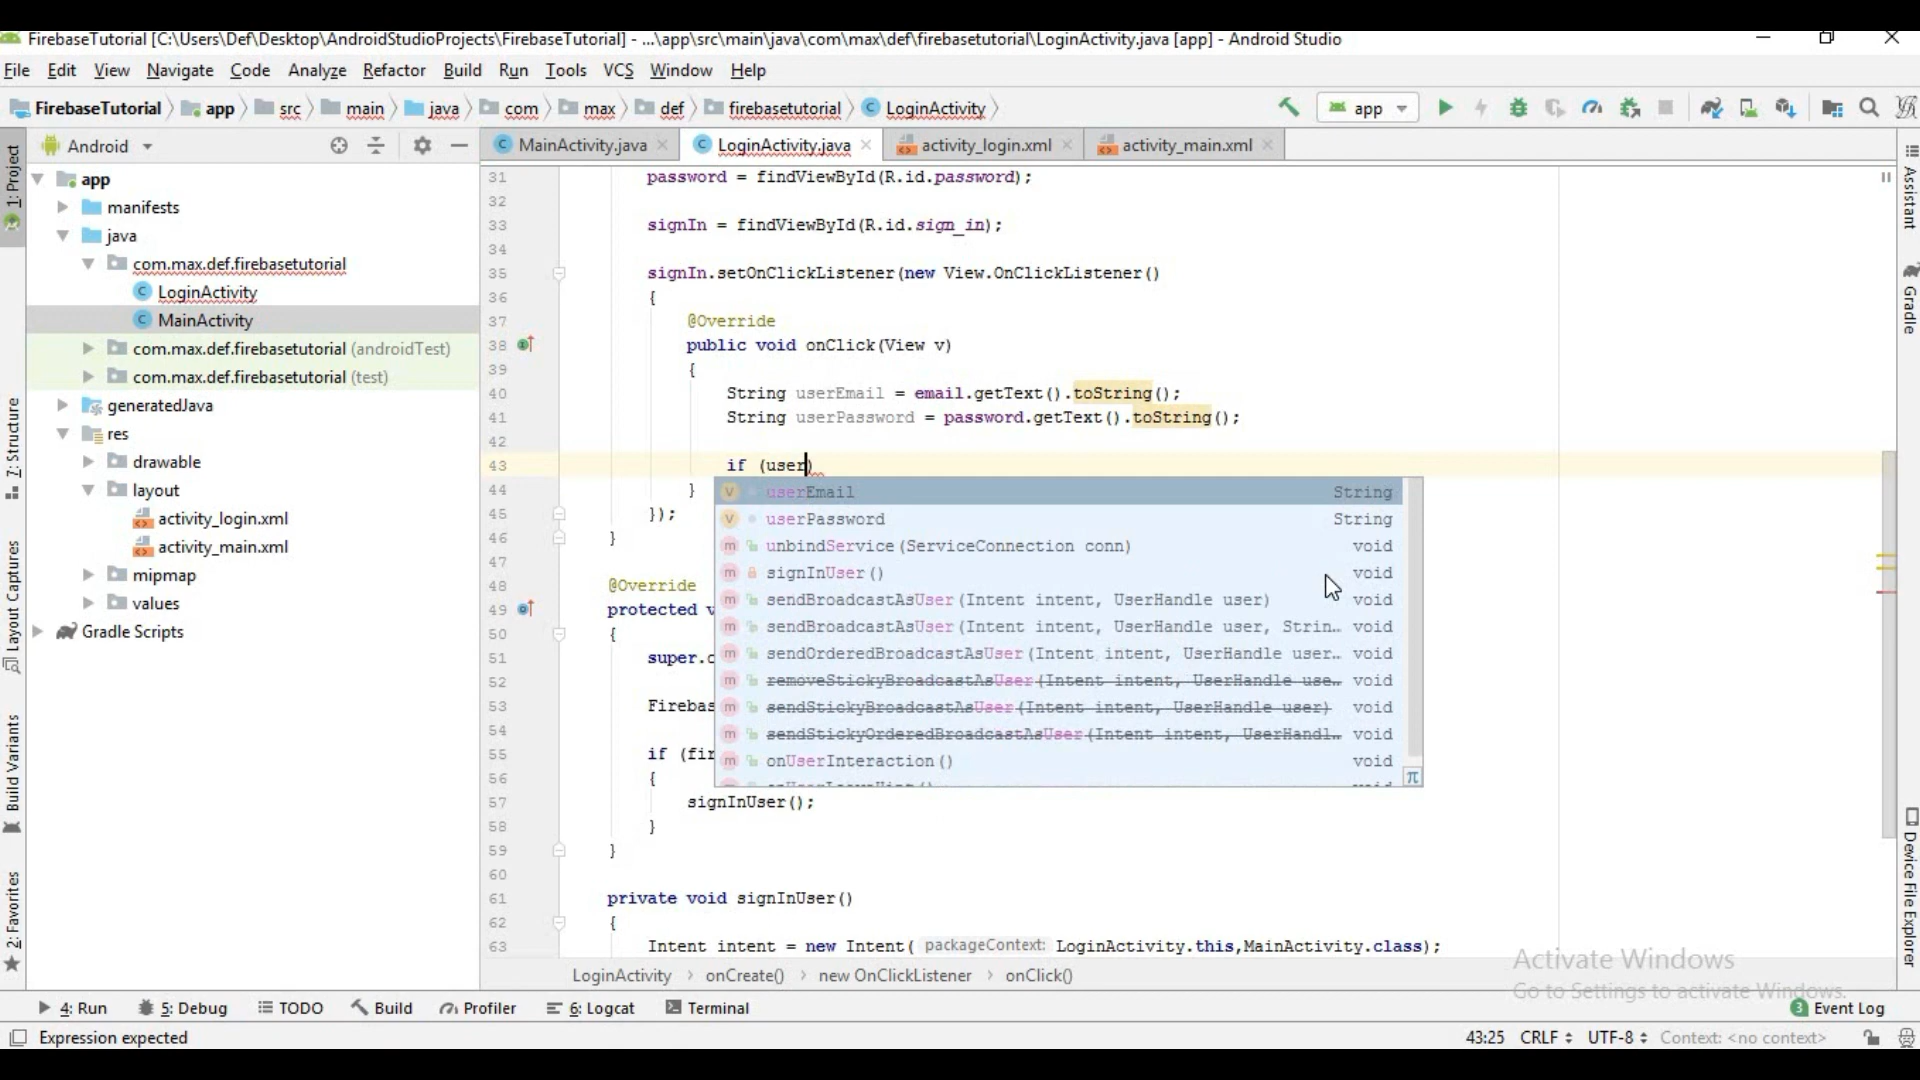 FirebaseTutorial [C:\Users\Def\Desktop\AndroidStudioProjects\FirebaseTutorial] - ...\app\src\main\java\com\max\def\firebasetutorial\LoginActivity.java [app] - Android Studio
File Edit View Navigate Code Analyze Refactor Build Run Tools VCS Window Help
FirebaseTutorial app src main java com max def firebasetutorial LoginActivity app
Android
MainActivity.java LoginActivity.java activity_login.xml activity_main.xml
1: Project
7: Structure
Layout Captures
Build Variants
2: Favorites
app
manifests
java
com.max.def.firebasetutorial
LoginActivity
MainActivity
com.max.def.firebasetutorial (androidTest)
com.max.def.firebasetutorial (test)
generatedJava
res
drawable
layout
activity_login.xml
activity_main.xml
mipmap
values
Gradle Scripts
31 password = findViewById(R.id.password);
32
33 signIn = findViewById(R.id.sign_in);
34
35 signIn.setOnClickListener(new View.OnClickListener()
36 {
37 @Override
38 public void onClick(View v)
39 {
40 String userEmail = email.getText().toString();
41 String userPassword = password.getText().toString();
42
43 if (user)
44 }
45 });
46 }
47
48 @Override
49 protected v
50 {
51 super.c
52
53 Firebas
54
55 if (fir
56 {
57 signInUser();
58 }
59 }
60
61 private void signInUser()
62 {
63 Intent intent = new Intent( packageContext: LoginActivity.this,MainActivity.class);
userEmail String
userPassword String
unbindService(ServiceConnection conn) void
signInUser() void
sendBroadcastAsUser(Intent intent, UserHandle user) void
sendBroadcastAsUser(Intent intent, UserHandle user, Strin… void
sendOrderedBroadcastAsUser(Intent intent, UserHandle user… void
removeStickyBroadcastAsUser(Intent intent, UserHandle use… void
sendStickyBroadcastAsUser(Intent intent, UserHandle user) void
sendStickyOrderedBroadcastAsUser(Intent intent, UserHandl… void
onUserInteraction() void
π
Assistant
Gradle
Device File Explorer
LoginActivity onCreate() new OnClickListener onClick()
Activate Windows
Go to Settings to activate Windows.
4: Run 5: Debug TODO Build Profiler 6: Logcat Terminal 3 Event Log
Expression expected 43:25 CRLF UTF-8 Context: <no context>